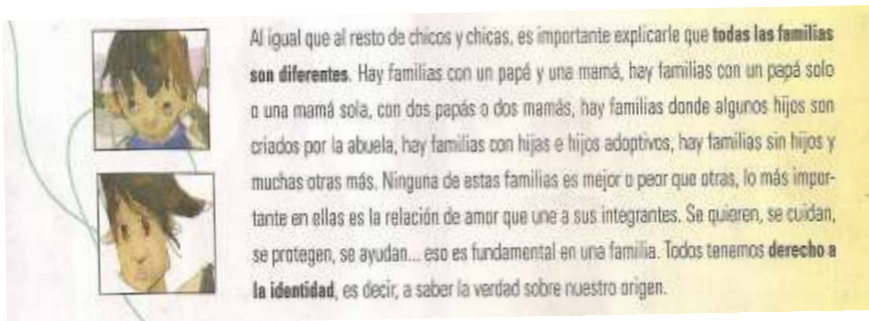 Al igual que al resto de chicos y chicas, es importante explicarle que todas las familias
son diferentes. Hay familias con un papá y una mamá, hay familias con un papá solo
o una mamá sola, con dos papás o dos mamás, hay familias donde algunos hijos son
criados por la abuela, hay familias con hijas e hijos adoptivos, hay familias sin hijos y
muchas otras más. Ninguna de estas familias es mejor o peor que otras, lo más impor-
tante en ellas es la relación de amor que une a sus integrantes. Se quieren, se cuidan,
se protegen, se ayudan... eso es fundamental en una familia. Todos tenemos derecho a
la identidad, es decir, a saber la verdad sobre nuestro origen.